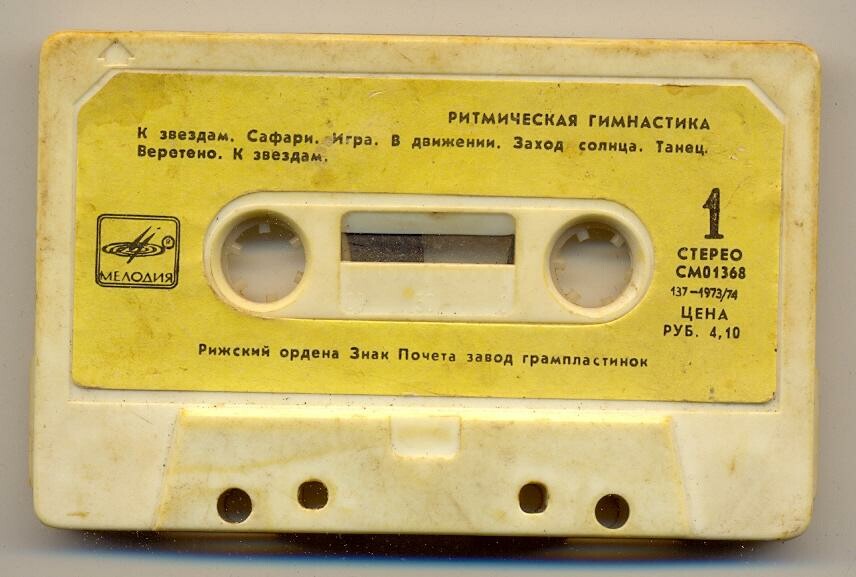 РИТМИЧЕСКАЯ ГИМНАСТИКА
К звездам. Сафари. Игра. В движении. Заход солнца. Танец.
Веретено. К звездам.
1
МЕЛОДИЯ
СТЕРЕО
СМ01368
137—1973/74
ЦЕНА
РУБ. 4,10
Рижский ордена Знак Почета завод грампластинок